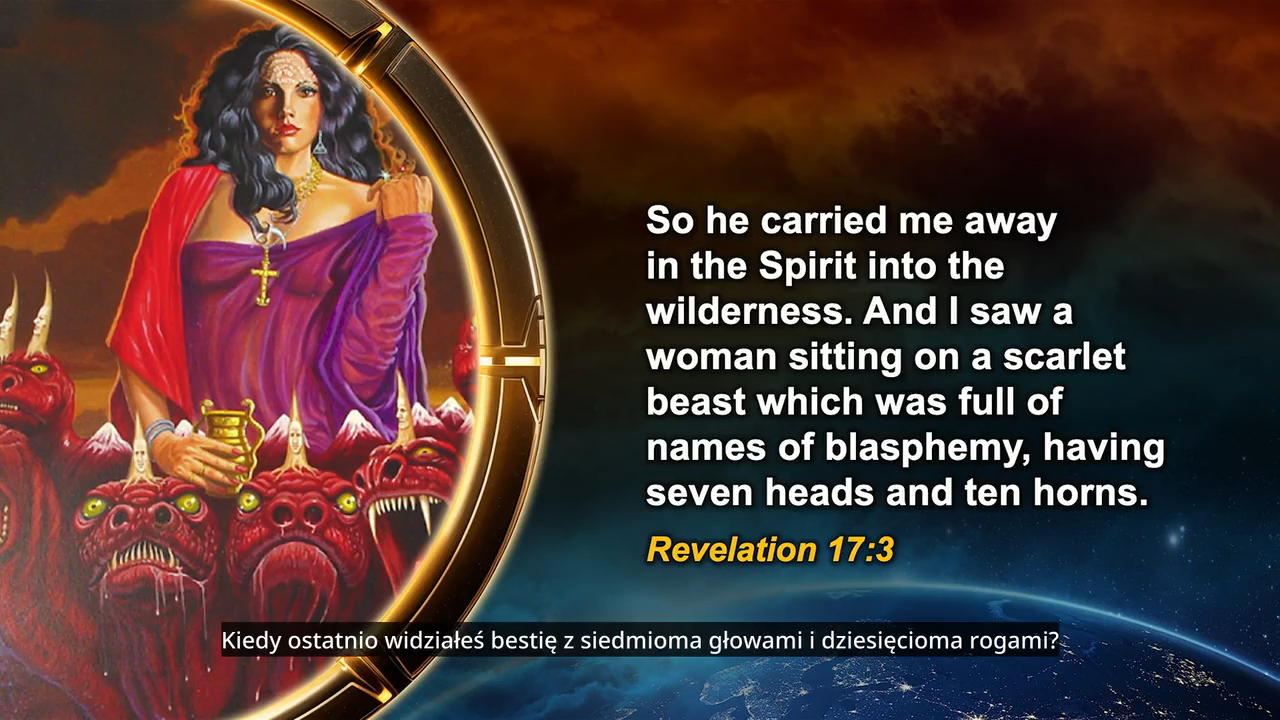 So he carried me away
in the Spirit into the
wilderness. And I saw a
woman sitting on a scarlet
beast which was full of
names of blasphemy, having
seven heads and ten horns.
Revelation 17:3
Kiedy ostatnio widziałeś bestię z siedmioma głowami i dziesięcioma rogami?